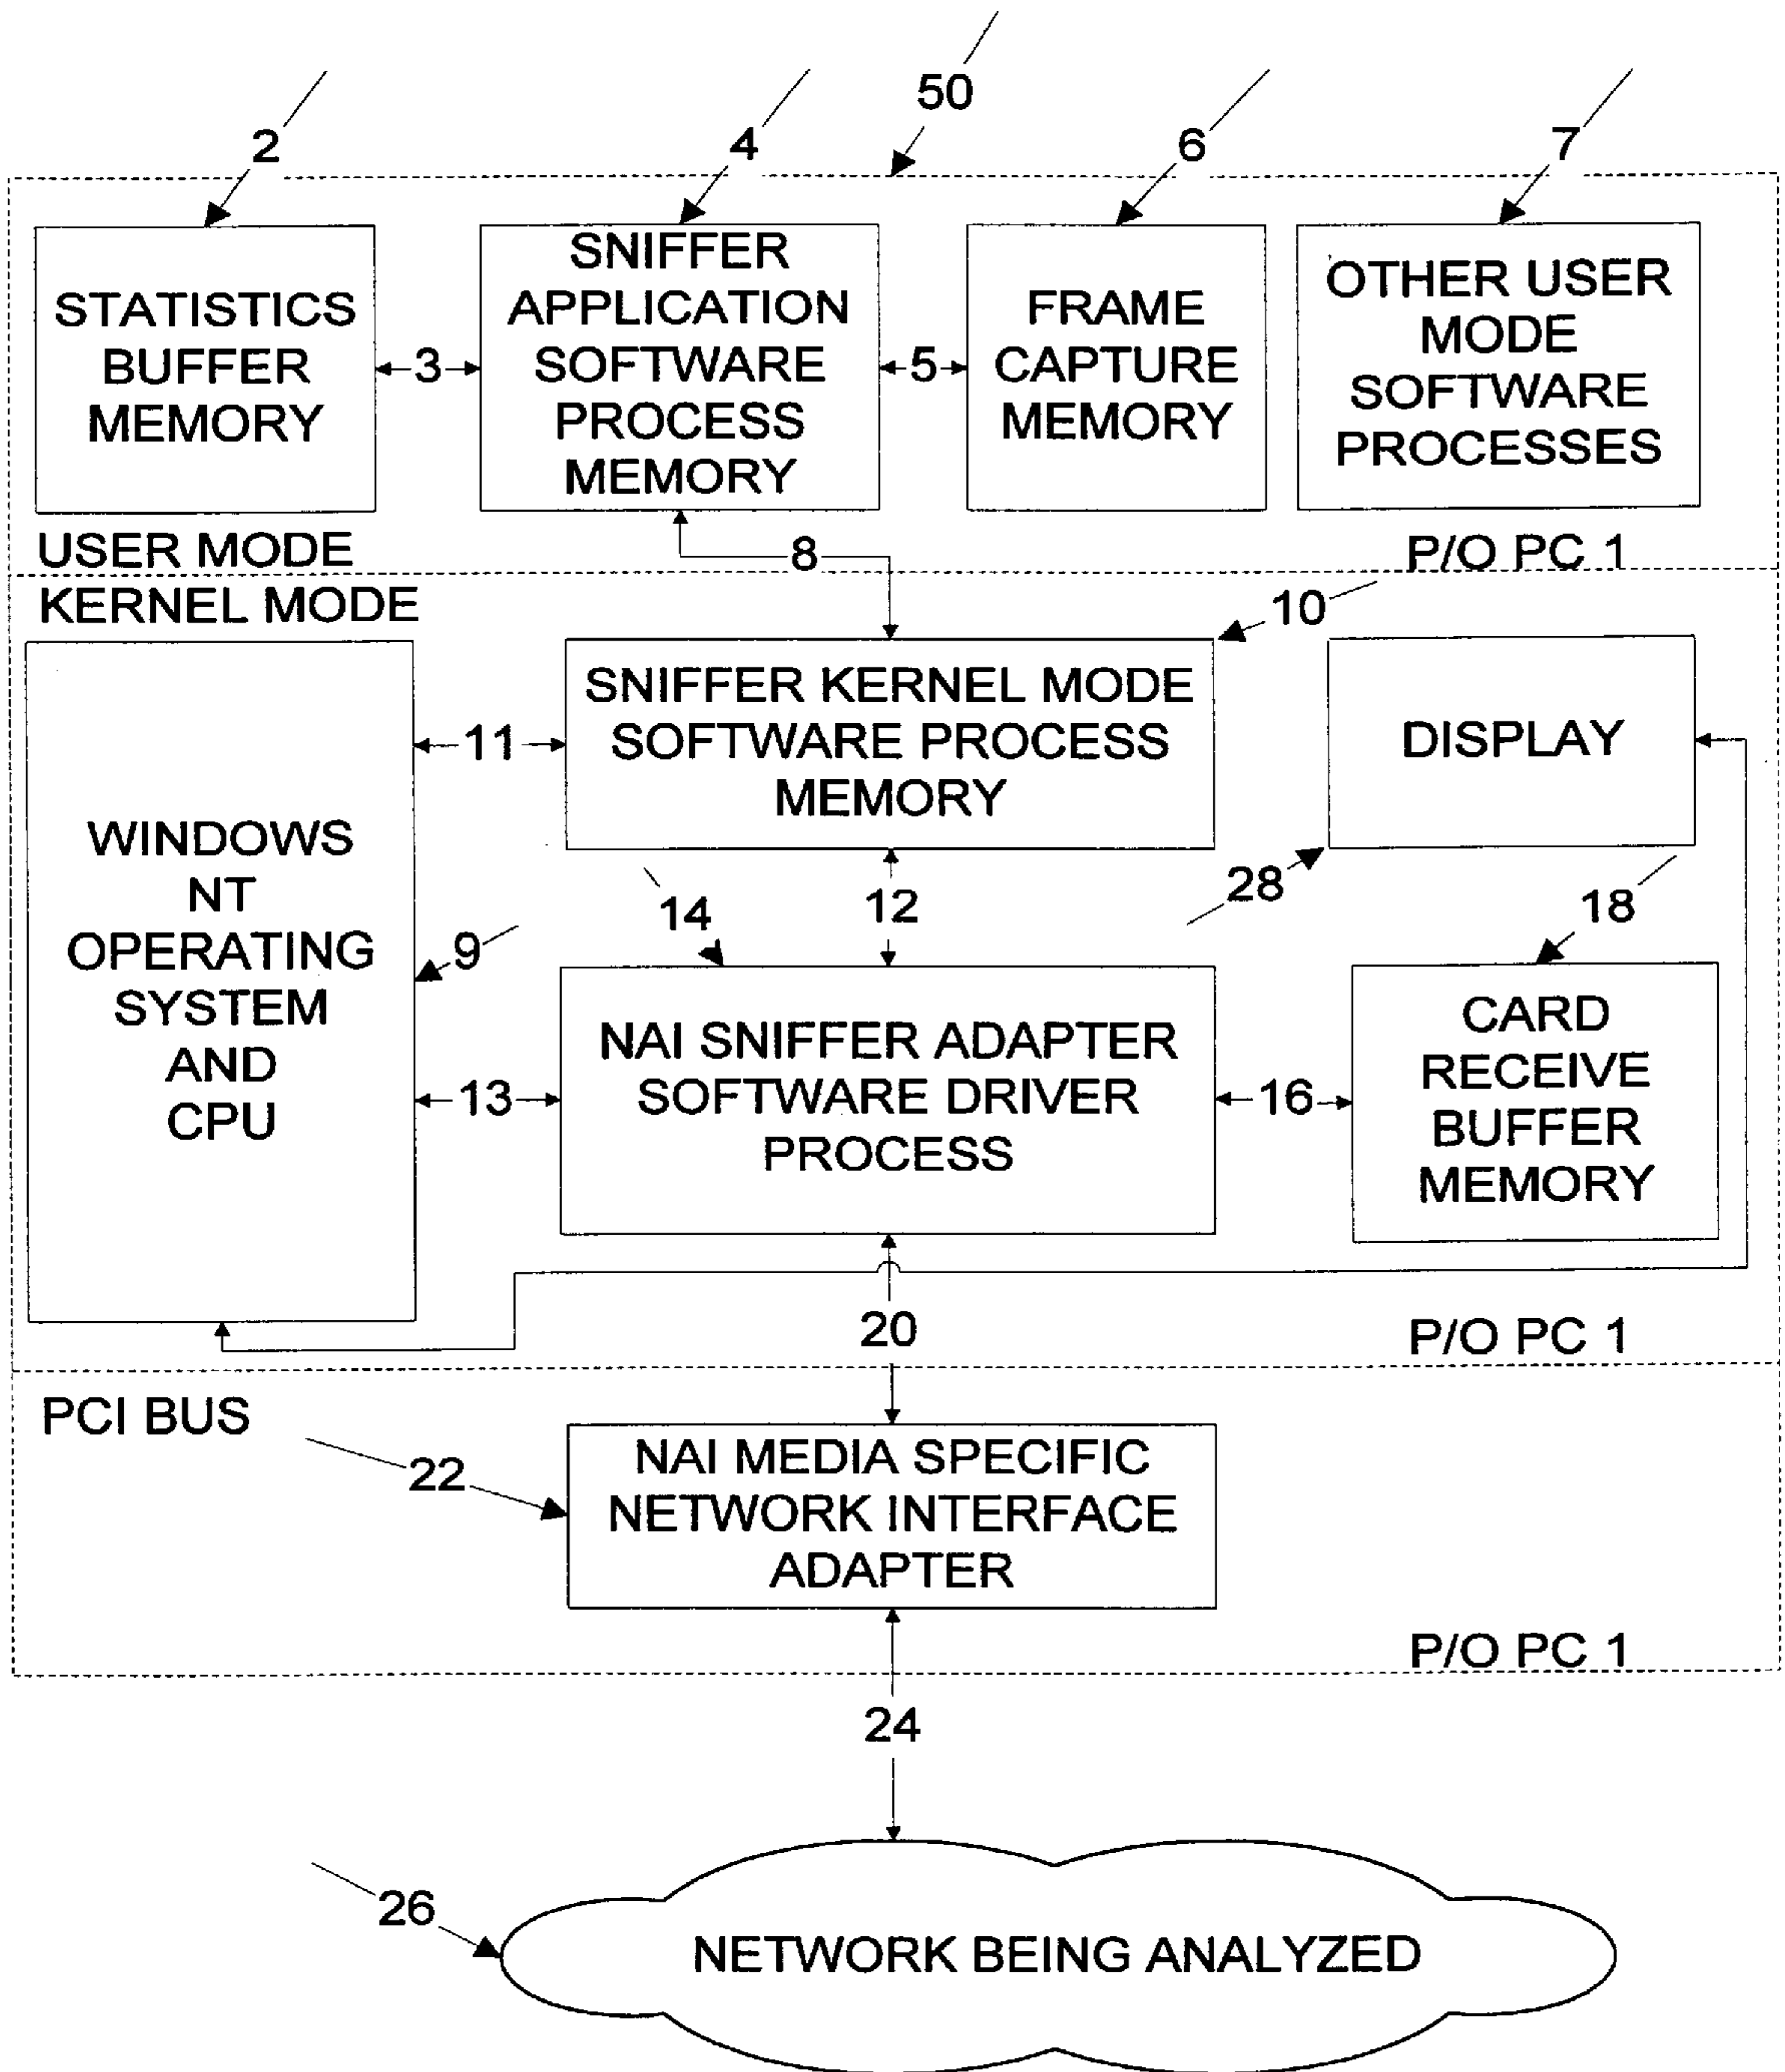 50
2
4
6
7
STATISTICS
BUFFER
MEMORY
3
SNIFFER
APPLICATION
SOFTWARE
PROCESS
MEMORY
5
FRAME
CAPTURE
MEMORY
OTHER USER
MODE
SOFTWARE
PROCESSES
USER MODE
8
P/O PC 1
KERNEL MODE
10
WINDOWS
NT
OPERATING
SYSTEM
AND
CPU
11
SNIFFER KERNEL MODE
SOFTWARE PROCESS
MEMORY
DISPLAY
9
14
12
28
18
13
NAI SNIFFER ADAPTER
SOFTWARE DRIVER
PROCESS
16
CARD
RECEIVE
BUFFER
MEMORY
20
P/O PC 1
PCI BUS
22
NAI MEDIA SPECIFIC
NETWORK INTERFACE
ADAPTER
P/O PC 1
24
26
NETWORK BEING ANALYZED